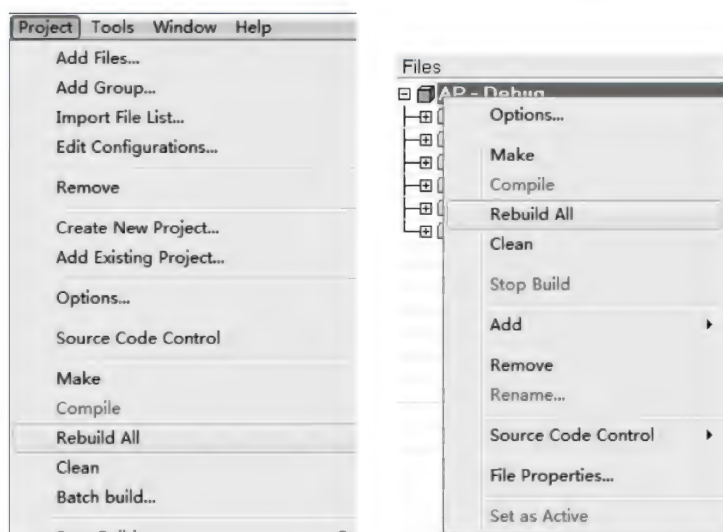 Project Tools Window Help
Add Files...
Add Group...
Import File List...
Edit Configurations...
Remove
Create New Project...
Add Existing Project...
Options...
Source Code Control
Make
Compile
Rebuild All
Clean
Batch build...
Files
AP - Debug
Options...
Make
Compile
Rebuild All
Clean
Stop Build
Add
Remove
Rename...
Source Code Control
File Properties...
Set as Active